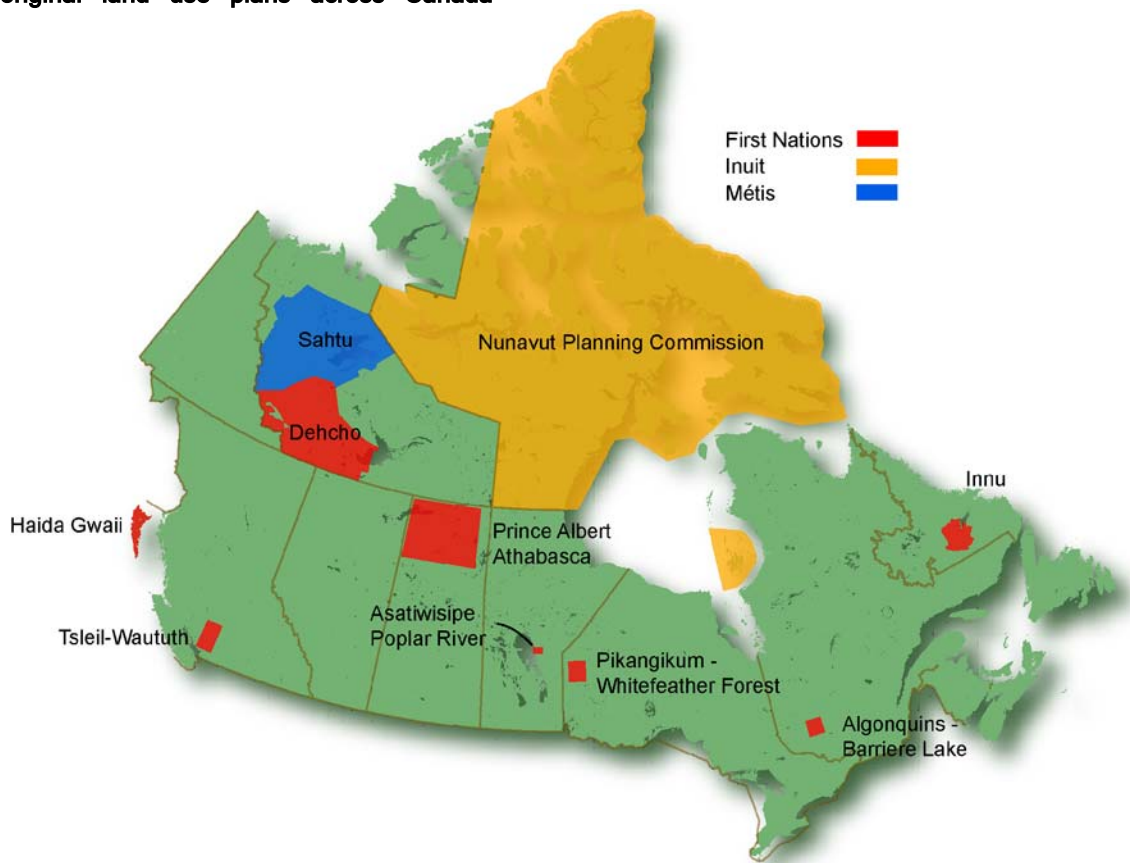 original land use plans across Canada
First Nations
Inuit
Métis
Sahtu
Nunavut Planning Commission
Dehcho
Innu
Haida Gwaii
Prince Albert
Athabasca
Asatiwisipe
Poplar River
Tsleil-Waututh
Pikangikum -
Whitefeather Forest
Algonquins -
Barriere Lake